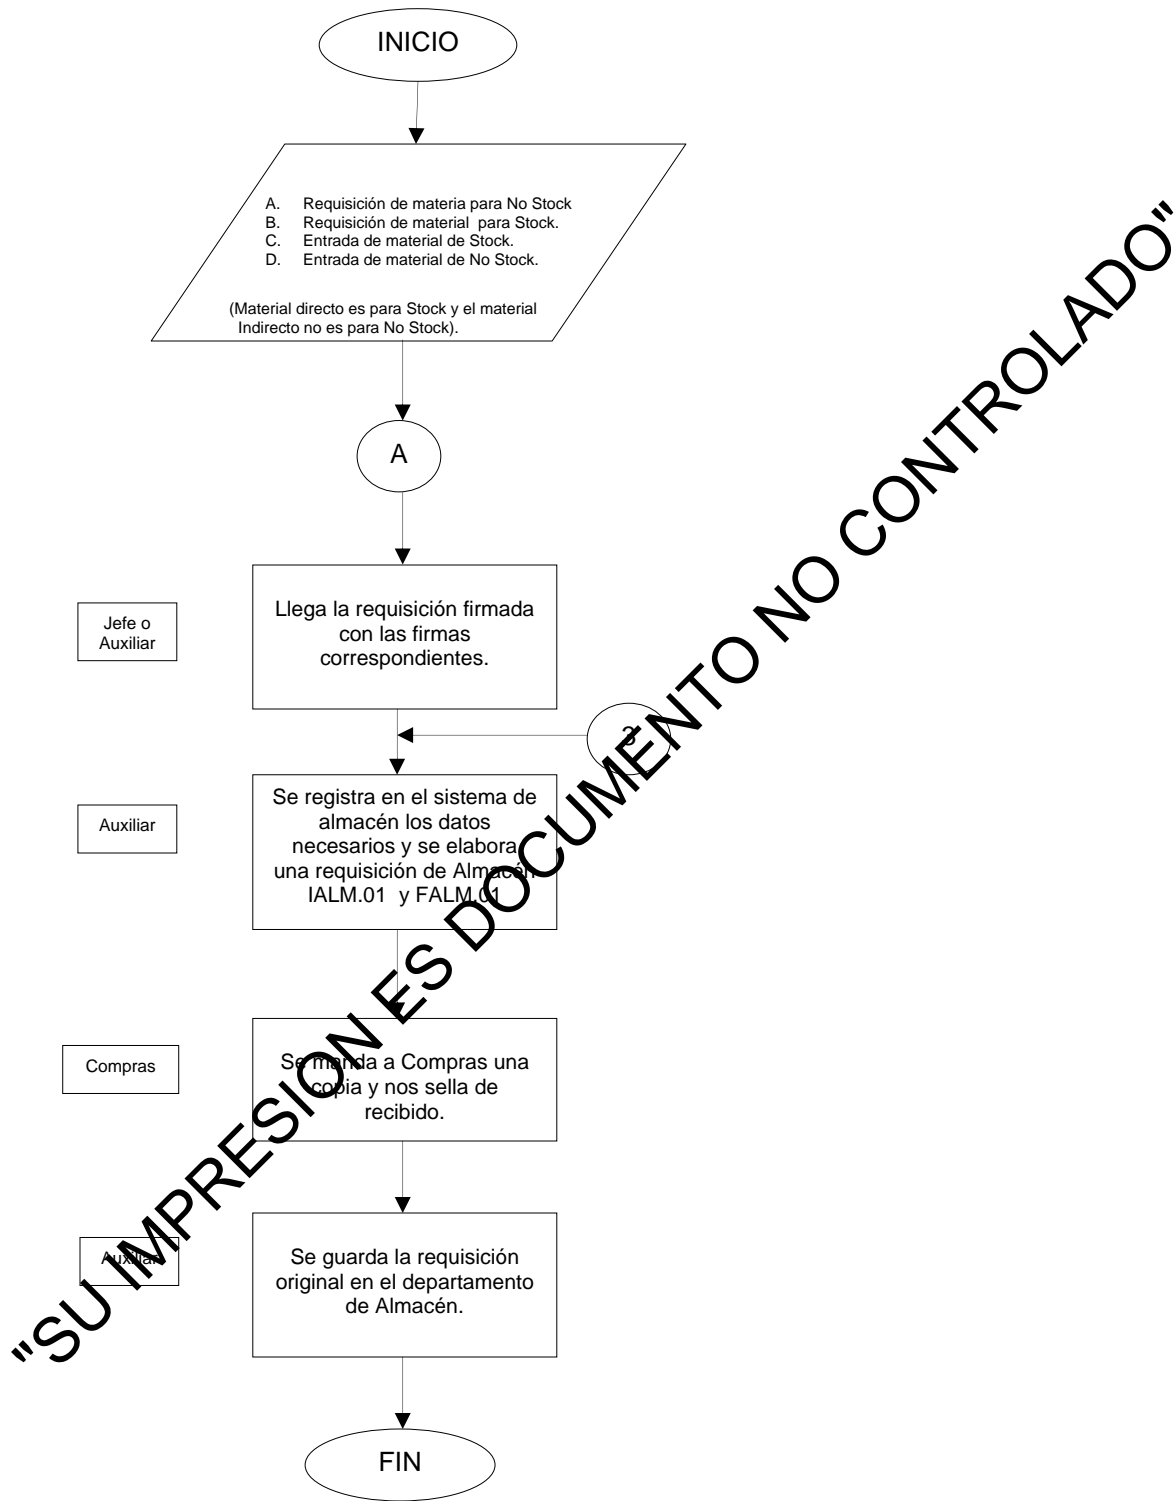 INICIO
A. Requisición de materia para No Stock
B. Requisición de material para Stock.
C. Entrada de material de Stock.
D. Entrada de material de No Stock.
(Material directo es para Stock y el material
Indirecto no es para No Stock).
A
Jefe o
Auxiliar
Llega la requisición firmada
con las firmas
correspondientes.
3
Auxiliar
Se registra en el sistema de
almacén los datos
necesarios y se elabora
una requisición de Almacén
IALM.01 y FALM.01
Compras
Se manda a Compras una
copia y nos sella de
recibido.
Auxiliar
Se guarda la requisición
original en el departamento
de Almacén.
FIN
"SU IMPRESION ES DOCUMENTO NO CONTROLADO"